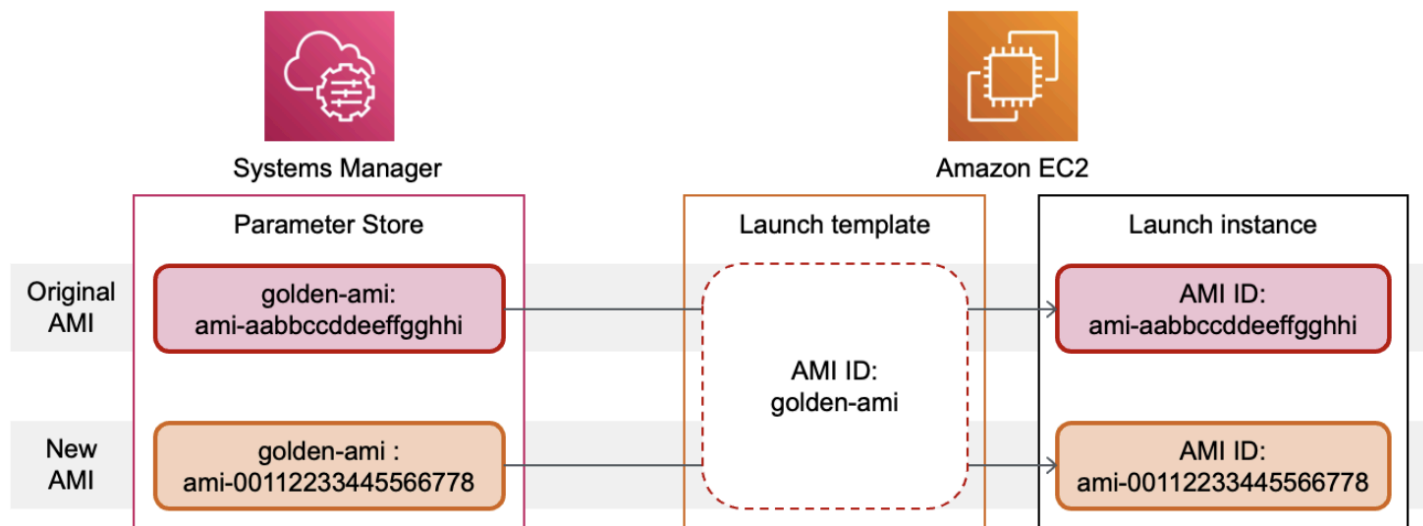 Systems Manager
Amazon EC2
Parameter Store
Launch template
Launch instance
Original
AMI
golden-ami:
ami-aabbccddeeffgghhi
AMI ID:
ami-aabbccddeeffgghhi
AMI ID:
golden-ami
New
AMI
golden-ami :
ami-00112233445566778
AMI ID:
ami-00112233445566778